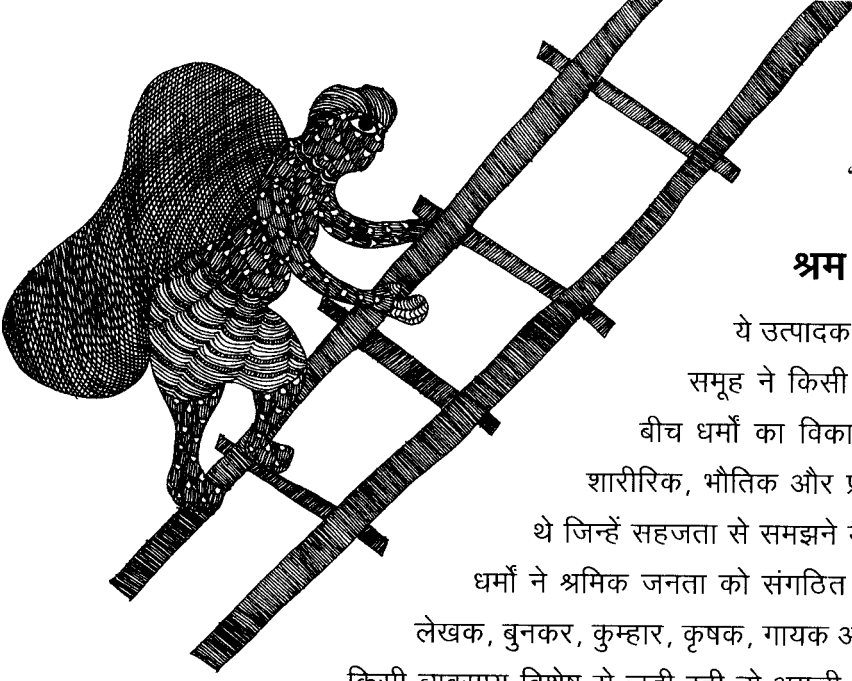 श्रम
ये उत्पादक
समूह ने किसी
बीच धर्मों का
शारीरिक, भौतिक और
थे जिन्हें सहजता से समझने
धर्मों ने श्रमिक जनता को संगठित
लेखक, बुनकर, कुम्हार, कृषक, गायक